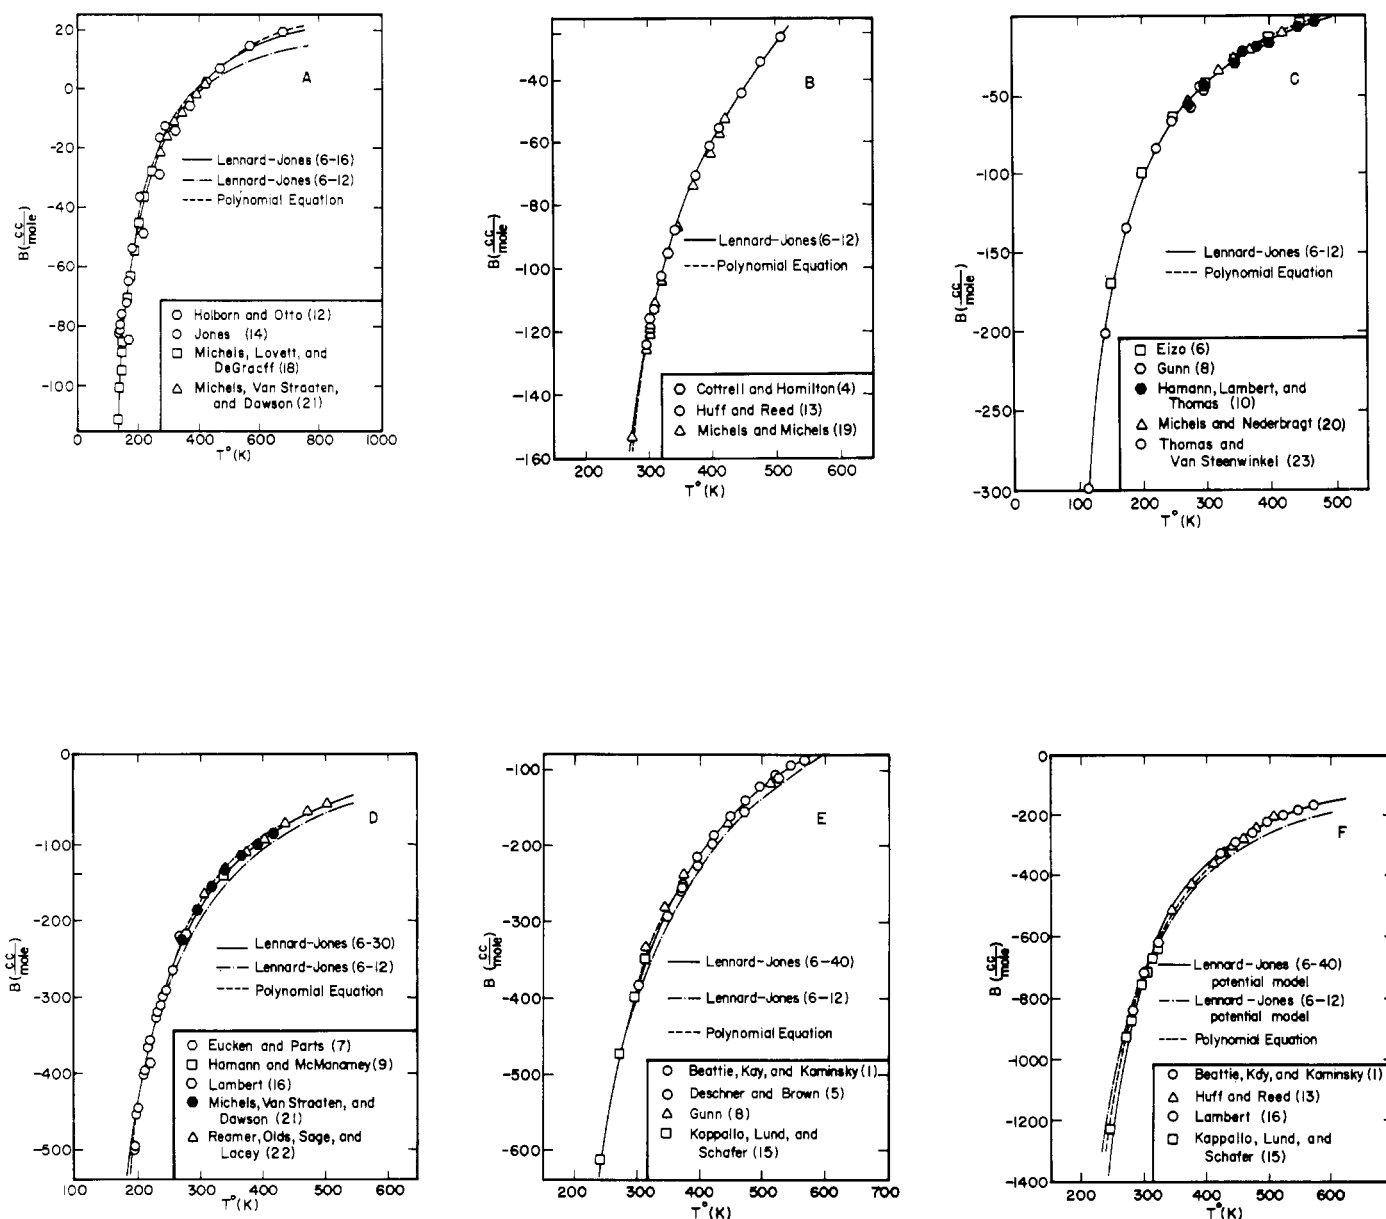 A
20
0
-20
-40
-60
-80
-100
B(cc/mole)
Lennard-Jones (6-16)
Lennard-Jones (6-12)
Polynomial Equation
Holborn and Otto (12)
Jones (14)
Michels, Lovett, and
DeGraeff (18)
Michels, Van Straaten,
and Dawson (21)
0 200 400 600 800 1000
T°(K)
B
-40
-60
-80
-100
-120
-140
-160
B(cc/mole)
Lennard-Jones (6-12)
Polynomial Equation
Cottrell and Hamilton (4)
Huff and Reed (13)
Michels and Michels (19)
200 300 400 500 600
T°(K)
C
-50
-100
-150
-200
-250
-300
B(cc/mole)
Lennard-Jones (6-12)
Polynomial Equation
Eizo (6)
Gunn (8)
Hamann, Lambert, and
Thomas (10)
Michels and Nederbragt (20)
Thomas and
Van Steenwinkel (23)
0 100 200 300 400 500
T°(K)
D
0
-100
-200
-300
-400
-500
B(cc/mole)
Lennard-Jones (6-30)
Lennard-Jones (6-12)
Polynomial Equation
Eucken and Parts (7)
Hamann and McManamey (9)
Lambert (16)
Michels, Van Straaten, and
Dawson (21)
Reamer, Olds, Sage, and
Lacey (22)
100 200 300 400 500 600
T°(K)
E
-100
-200
-300
-400
-500
-600
B(cc/mole)
Lennard-Jones (6-40)
Lennard-Jones (6-12)
Polynomial Equation
Beattie, Kay, and Kaminsky (1)
Deschner and Brown (5)
Gunn (8)
Kappallo, Lund, and
Schafer (15)
200 300 400 500 600 700
T°(K)
F
0
-200
-400
-600
-800
-1000
-1200
-1400
B(cc/mole)
Lennard-Jones (6-40)
potential model
Lennard-Jones (6-12)
potential model
Polynomial Equation
Beattie, Kay, and Kaminsky (1)
Huff and Reed (13)
Lambert (16)
Kappallo, Lund, and
Schafer (15)
200 300 400 500 600 700
T°(K)